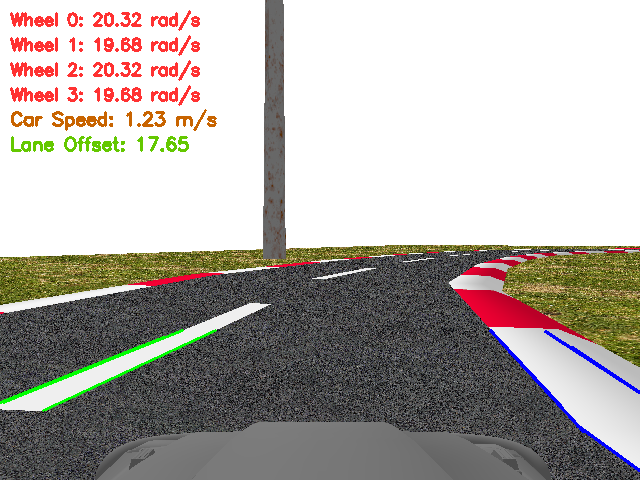 Wheel 0: 20.32 rad/s
Wheel 1: 19.68 rad/s
Wheel 2: 20.32 rad/s
Wheel 3: 19.68 rad/s
Car Speed: 1.23 m/s
Lane Offset: 17.65